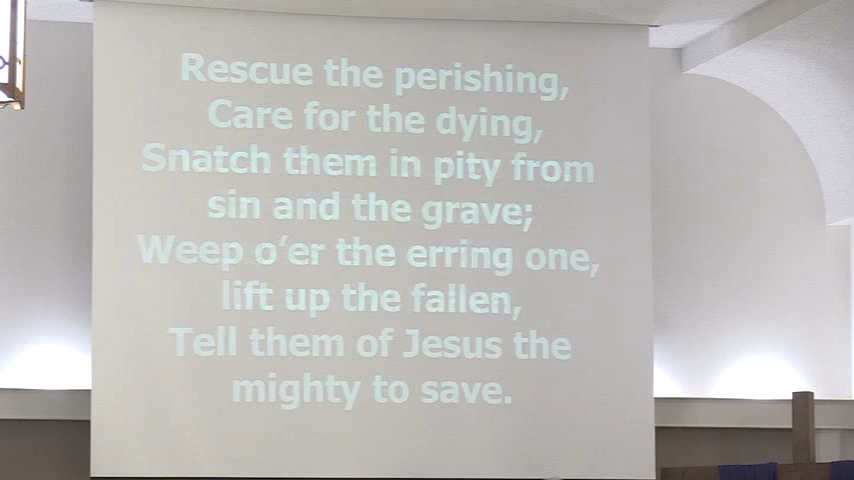 Rescue the perishing,
Care for the dying,
Snatch them in pity from
sin and the grave;
Weep o’er the erring one,
lift up the fallen,
Tell them of Jesus the
mighty to save.